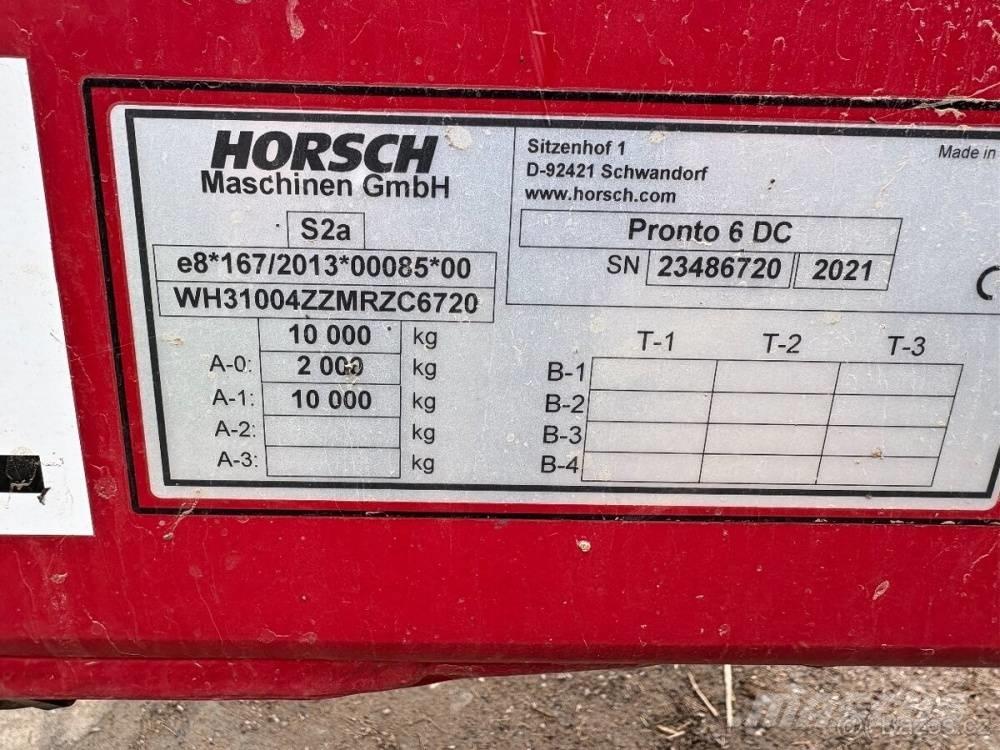 HORSCH
Maschinen GmbH
S2a
e8*167/2013*00085*00
WH31004ZZMRZC6720
10 000 kg
A-0: 2 000 kg
A-1: 10 000 kg
A-2: kg
A-3: kg
Sitzenhof 1
D-92421 Schwandorf
www.horsch.com
Made in
Pronto 6 DC
SN 23486720 2021
T-1 T-2 T-3
B-1
B-2
B-3
B-4